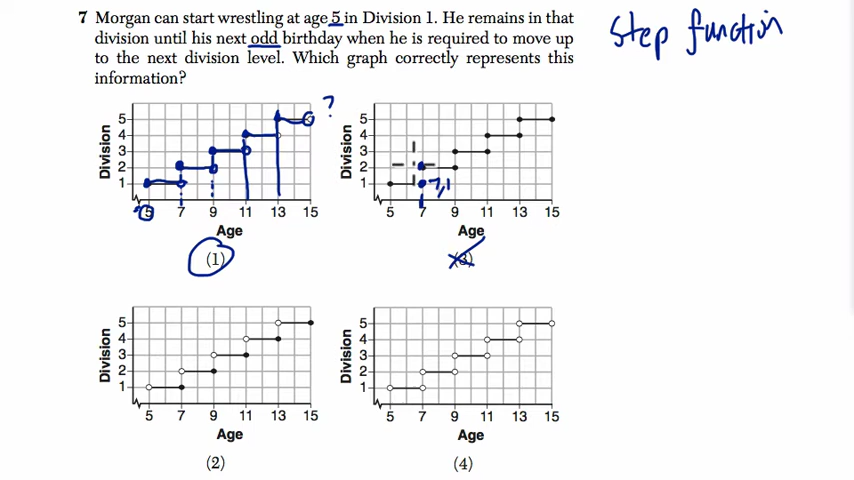 7 Morgan can start wrestling at age 5 in Division 1. He remains in that
division until his next odd birthday when he is required to move up
to the next division level. Which graph correctly represents this
information?
Step function
5
4
3
2
1
Division
5 7 9 11 13 15
Age
(1)
?
5
4
3
2
1
Division
7,1
5 7 9 11 13 15
Age
(3)
5
4
3
2
1
Division
5 7 9 11 13 15
Age
(2)
5
4
3
2
1
Division
5 7 9 11 13 15
Age
(4)